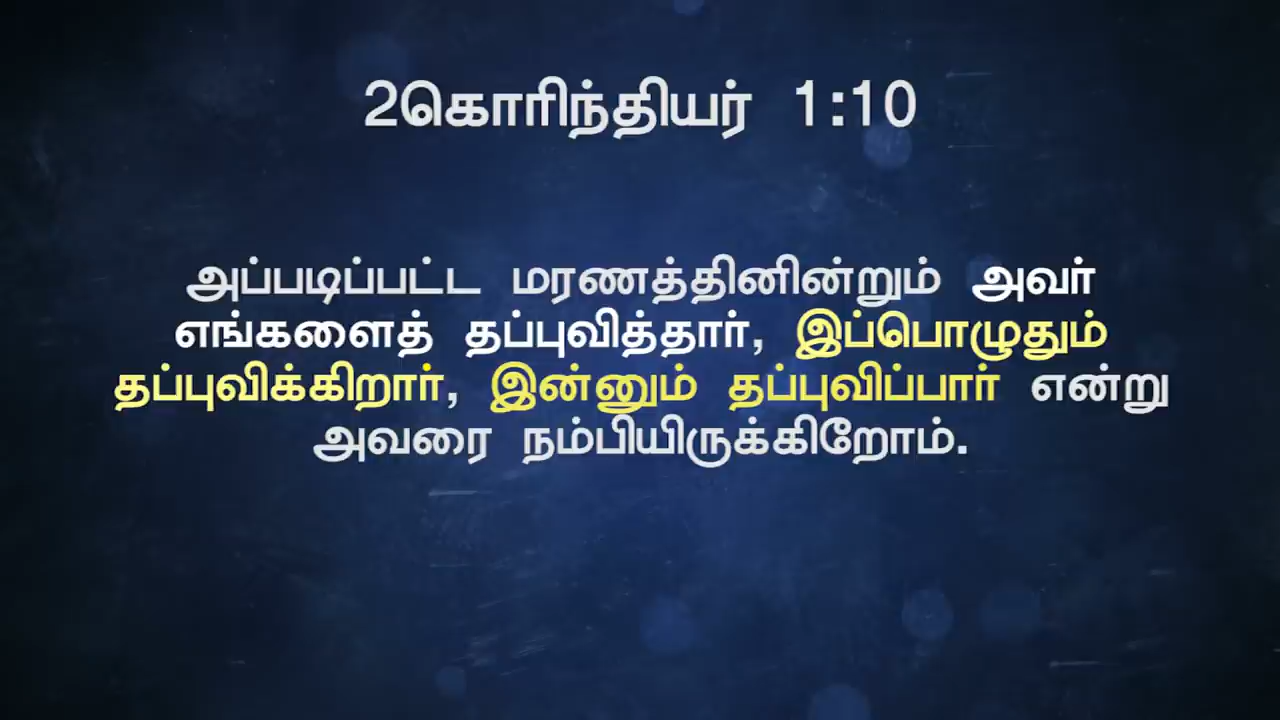 2கொரிந்தியர் 1:10
அப்படிப்பட்ட மரணத்தினின்றும் அவர்
எங்களைத் தப்புவித்தார், இப்பொழுதும்
தப்புவிக்கிறார், இன்னும் தப்புவிப்பார் என்று
அவரை நம்பியிருக்கிறோம்.